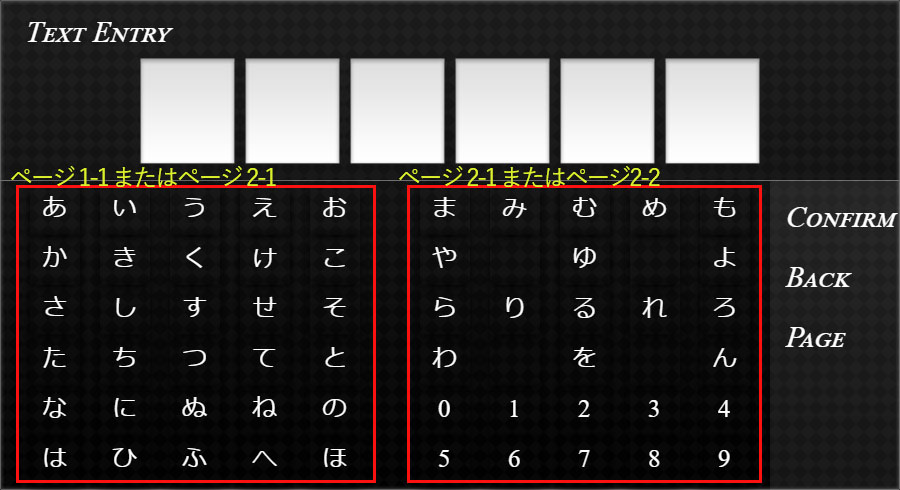 TEXT ENTRY
ページ 1-1 またはページ 2-1
ページ 2-1 またはページ2-2
あ い う え お
か き く け こ
さ し す せ そ
た ち つ て と
な に ぬ ね の
は ひ ふ へ ほ
ま み む め も
や ゆ よ
ら り る れ ろ
わ を ん
0 1 2 3 4
5 6 7 8 9
CONFIRM
BACK
PAGE